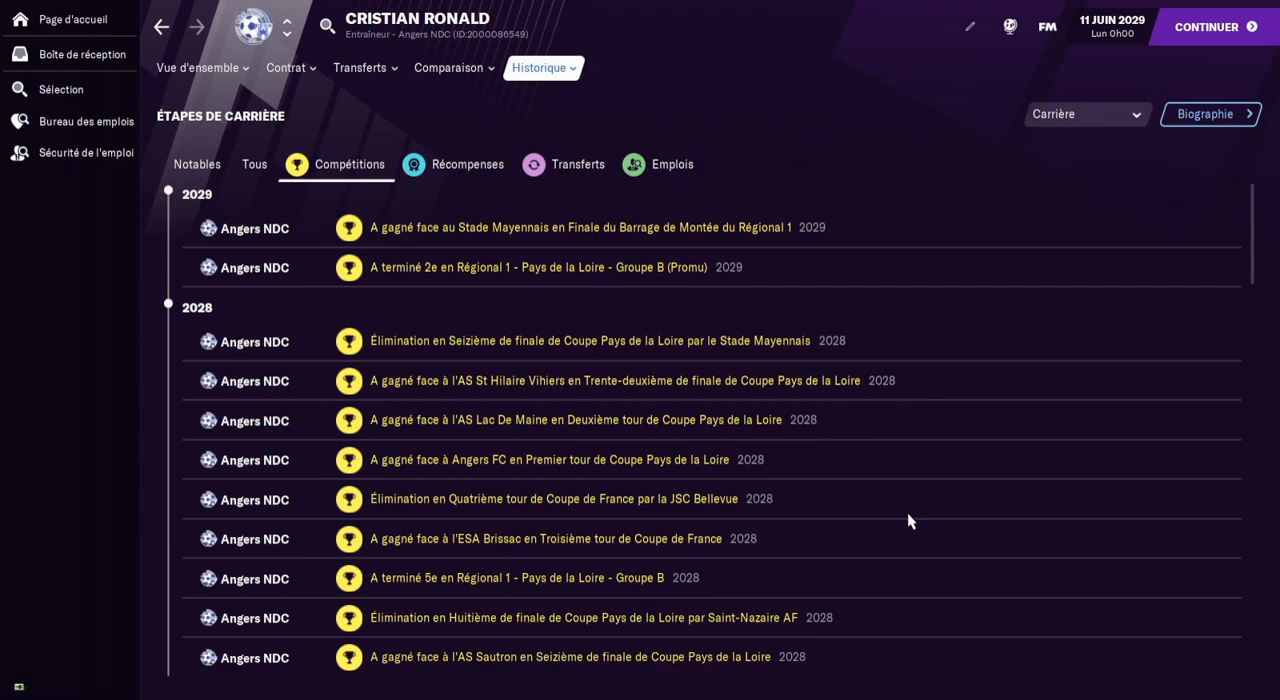 Page d'accueil
Boîte de réception
Sélection
Bureau des emplois
Sécurité de l'emploi
CRISTIAN RONALD
Entraîneur - Angers NDC (ID:2000086549)
FM
11 JUIN 2029
Lun 0h00
CONTINUER
Vue d'ensemble Contrat Transferts Comparaison Historique
ÉTAPES DE CARRIÈRE
Carrière
Biographie
Notables Tous Compétitions Récompenses Transferts Emplois
2029
Angers NDC A gagné face au Stade Mayennais en Finale du Barrage de Montée du Régional 1 2029
Angers NDC A terminé 2e en Régional 1 - Pays de la Loire - Groupe B (Promu) 2029
2028
Angers NDC Élimination en Seizième de finale de Coupe Pays de la Loire par le Stade Mayennais 2028
Angers NDC A gagné face à l'AS St Hilaire Vihiers en Trente-deuxième de finale de Coupe Pays de la Loire 2028
Angers NDC A gagné face à l'AS Lac De Maine en Deuxième tour de Coupe Pays de la Loire 2028
Angers NDC A gagné face à Angers FC en Premier tour de Coupe Pays de la Loire 2028
Angers NDC Élimination en Quatrième tour de Coupe de France par la JSC Bellevue 2028
Angers NDC A gagné face à l'ESA Brissac en Troisième tour de Coupe de France 2028
Angers NDC A terminé 5e en Régional 1 - Pays de la Loire - Groupe B 2028
Angers NDC Élimination en Huitième de finale de Coupe Pays de la Loire par Saint-Nazaire AF 2028
Angers NDC A gagné face à l'AS Sautron en Seizième de finale de Coupe Pays de la Loire 2028